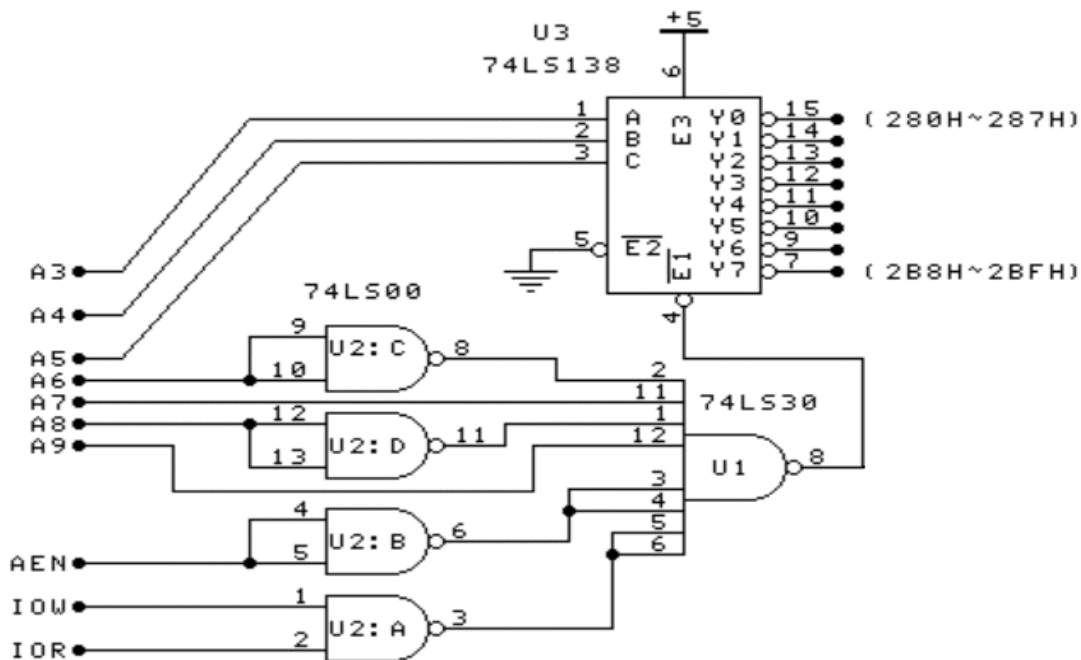 +5
U3
74LS138
6
1 A E3 Y0 15 (280H~287H)
2 B Y1 14
3 C Y2 13
Y3 12
Y4 11
Y5 10
5 E2 E1 Y6 9
Y7 7 (2B8H~2BFH)
4
A3
A4
A5
A6
A7
A8
A9
AEN
IOW
IOR
74LS00
9
10
U2:C 8
12
13
U2:D 11
4
5
U2:B 6
1
2
U2:A 3
74LS30
2
11
1
12
3
4
5
6
U1 8